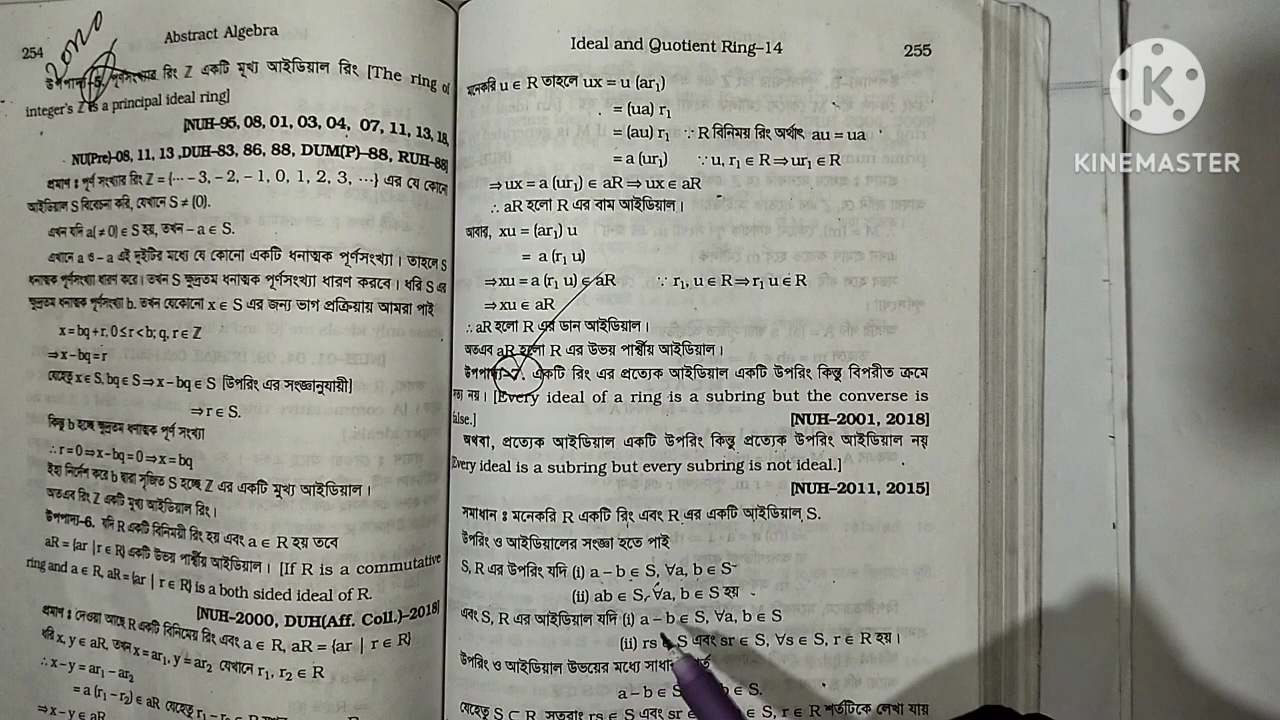 254
Abstract Algebra
উপপাদ্য-5. পূর্ণসংখ্যার রিং Z একটি মুখ্য আইডিয়াল রিং [The ring of
integer's Z is a principal ideal ring]
[NUH-95, 08, 01, 03, 04, 07, 11, 13, 18,
NU(Pre)-08, 11, 13 ,DUH-83, 86, 88, DUM(P)-88, RUH-88]
প্রমাণ : পূর্ণ সংখ্যার রিং Z = {··· – 3, – 2, – 1, 0, 1, 2, 3, ···} এর যে কোনো
আইডিয়াল S বিবেচনা করি, যেখানে S ≠ (0).
এখন যদি a(≠ 0) ∈ S হয়, তখন – a ∈ S.
এখানে a ও – a এই দুইটির মধ্যে যে কোনো একটি ধনাত্মক পূর্ণসংখ্যা। তাহলে S
ধনাত্মক পূর্ণসংখ্যা ধারণ করে। তখন S ক্ষুদ্রতম ধনাত্মক পূর্ণসংখ্যা ধারণ করবে। ধরি S এর
ক্ষুদ্রতম ধনাত্মক পূর্ণসংখ্যা b. তখন যেকোনো x ∈ S এর জন্য ভাগ প্রক্রিয়ায় আমরা পাই
x = bq + r, 0 ≤ r < b; q, r ∈ Z
⇒ x – bq = r
যেহেতু x ∈ S, bq ∈ S ⇒ x – bq ∈ S [উপরিং এর সংজ্ঞানুযায়ী]
⇒ r ∈ S.
কিন্তু b হচ্ছে ক্ষুদ্রতম ধনাত্মক পূর্ণ সংখ্যা
∴ r = 0 ⇒ x – bq = 0 ⇒ x = bq
ইহা নির্দেশ করে b দ্বারা সৃজিত S হচ্ছে Z এর একটি মুখ্য আইডিয়াল।
অতএব রিং Z একটি মুখ্য আইডিয়াল রিং।
উপপাদ্য-6. যদি R একটি বিনিময়ী রিং হয় এবং a ∈ R হয় তবে
aR = {ar | r ∈ R} একটি উভয় পার্শ্বীয় আইডিয়াল। [If R is a commutative
ring and a ∈ R, aR = {ar | r ∈ R} is a both sided ideal of R.
[NUH-2000, DUH(Aff. Coll.)-2018]
প্রমাণ : দেওয়া আছে R একটি বিনিময়ে রিং এবং a ∈ R, aR = {ar | r ∈ R}
ধরি x, y ∈ aR, তখন x = ar₁, y = ar₂ যেখানে r₁, r₂ ∈ R
∴ x – y = ar₁ – ar₂
= a (r₁ – r₂) ∈ aR যেহেতু
⇒ x – y ∈ aR
Ideal and Quotient Ring–14
255
মনেকরি u ∈ R তাহলে ux = u (ar₁)
= (ua) r₁
= (au) r₁ ∵ R বিনিময় রিং অর্থাৎ au = ua
= a (ur₁) ∵ u, r₁ ∈ R ⇒ ur₁ ∈ R
⇒ ux = a (ur₁) ∈ aR ⇒ ux ∈ aR
∴ aR হলো R এর বাম আইডিয়াল।
আবার, xu = (ar₁) u
= a (r₁ u)
⇒ xu = a (r₁ u) ∈ aR ∵ r₁, u ∈ R ⇒ r₁ u ∈ R
⇒ xu ∈ aR
∴ aR হলো R এর ডান আইডিয়াল।
অতএব aR হলো R এর উভয় পার্শ্বীয় আইডিয়াল।
উপপাদ্য-7. একটি রিং এর প্রত্যেক আইডিয়াল একটি উপরিং কিন্তু বিপরীত ক্রমে
সত্য নয়। [Every ideal of a ring is a subring but the converse is
false.] [NUH-2001, 2018]
অথবা, প্রত্যেক আইডিয়াল একটি উপরিং কিন্তু প্রত্যেক উপরিং আইডিয়াল নয়
Every ideal is a subring but every subring is not ideal.]
[NUH-2011, 2015]
সমাধান : মনেকরি R একটি রিং এবং R এর একটি আইডিয়াল S.
উপরিং ও আইডিয়ালের সংজ্ঞা হতে পাই
S, R এর উপরিং যদি (i) a – b ∈ S, ∀a, b ∈ S
(ii) ab ∈ S, ∀a, b ∈ S হয়
এবং S, R এর আইডিয়াল যদি (i) a – b ∈ S, ∀a, b ∈ S
(ii) rs ∈ S এবং sr ∈ S, ∀s ∈ S, r ∈ R হয়।
উপরিং ও আইডিয়াল উভয়ের মধ্যে
a – b ∈ S, b ∈ S.
যেহেতু S ⊂ R সুতরাং rs ∈ S এবং sr ∈ S, r ∈ R শর্তটিকে লেখা যায়
KINEMASTER